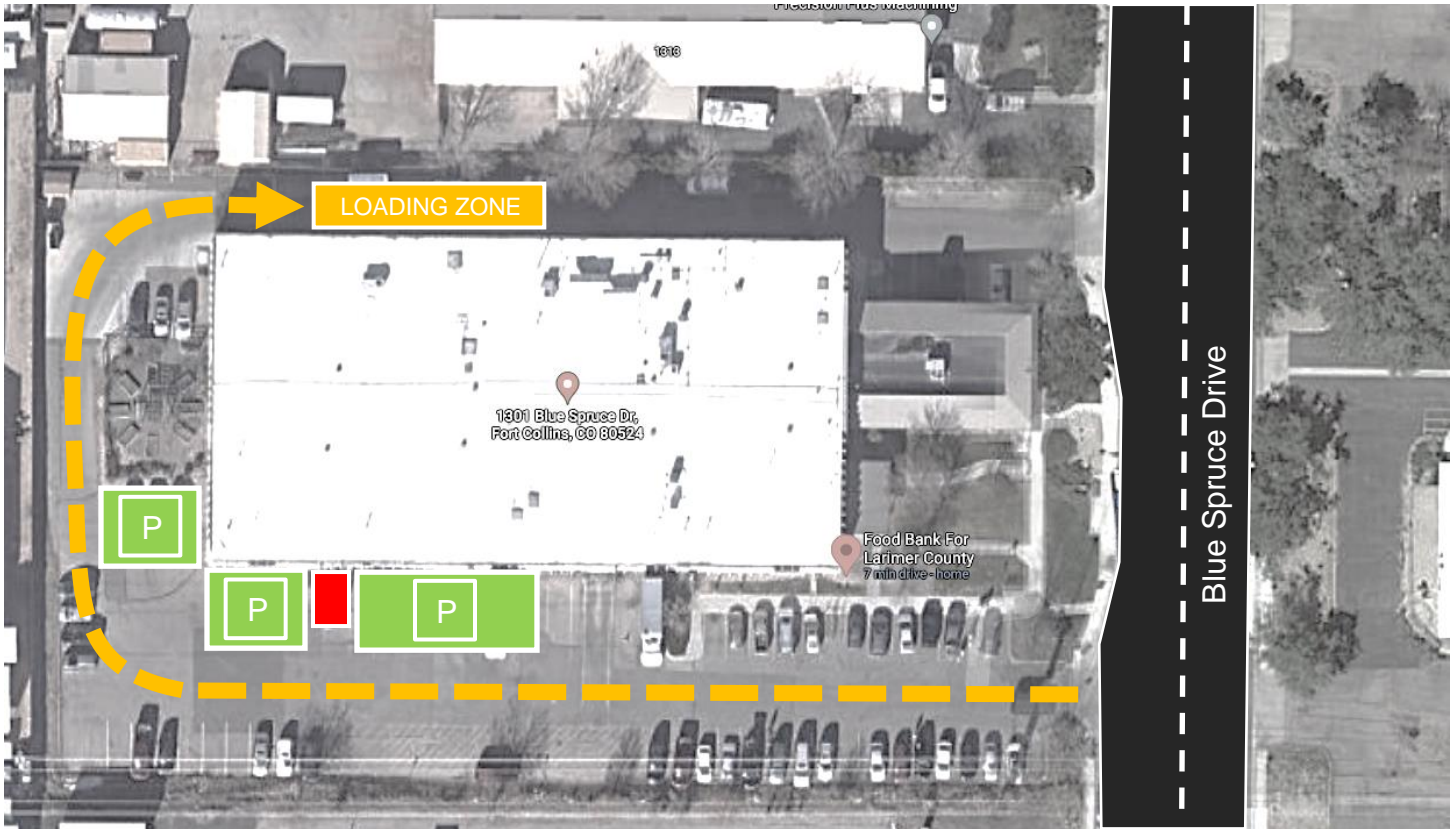 Precision Plus Machining
1313
LOADING ZONE
1301 Blue Spruce Dr,
Fort Collins, CO 80524
Blue Spruce Drive
P
Food Bank For
Larimer County
7 min drive - home
P
P